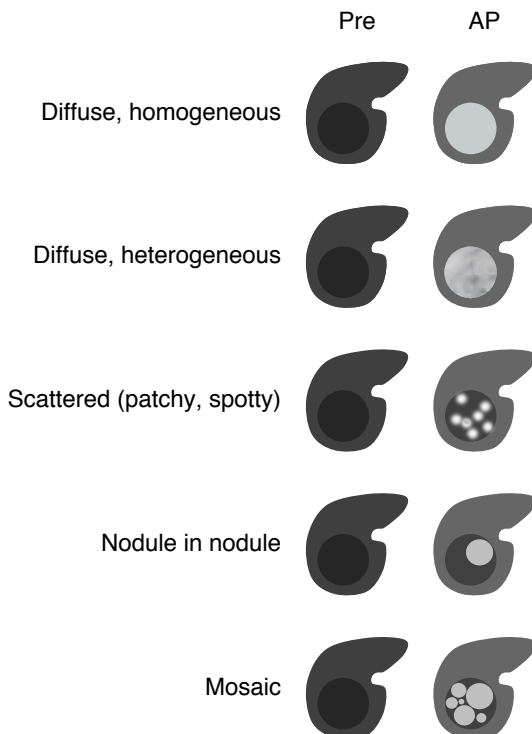 Pre AP
Diffuse, homogeneous
Diffuse, heterogeneous
Scattered (patchy, spotty)
Nodule in nodule
Mosaic